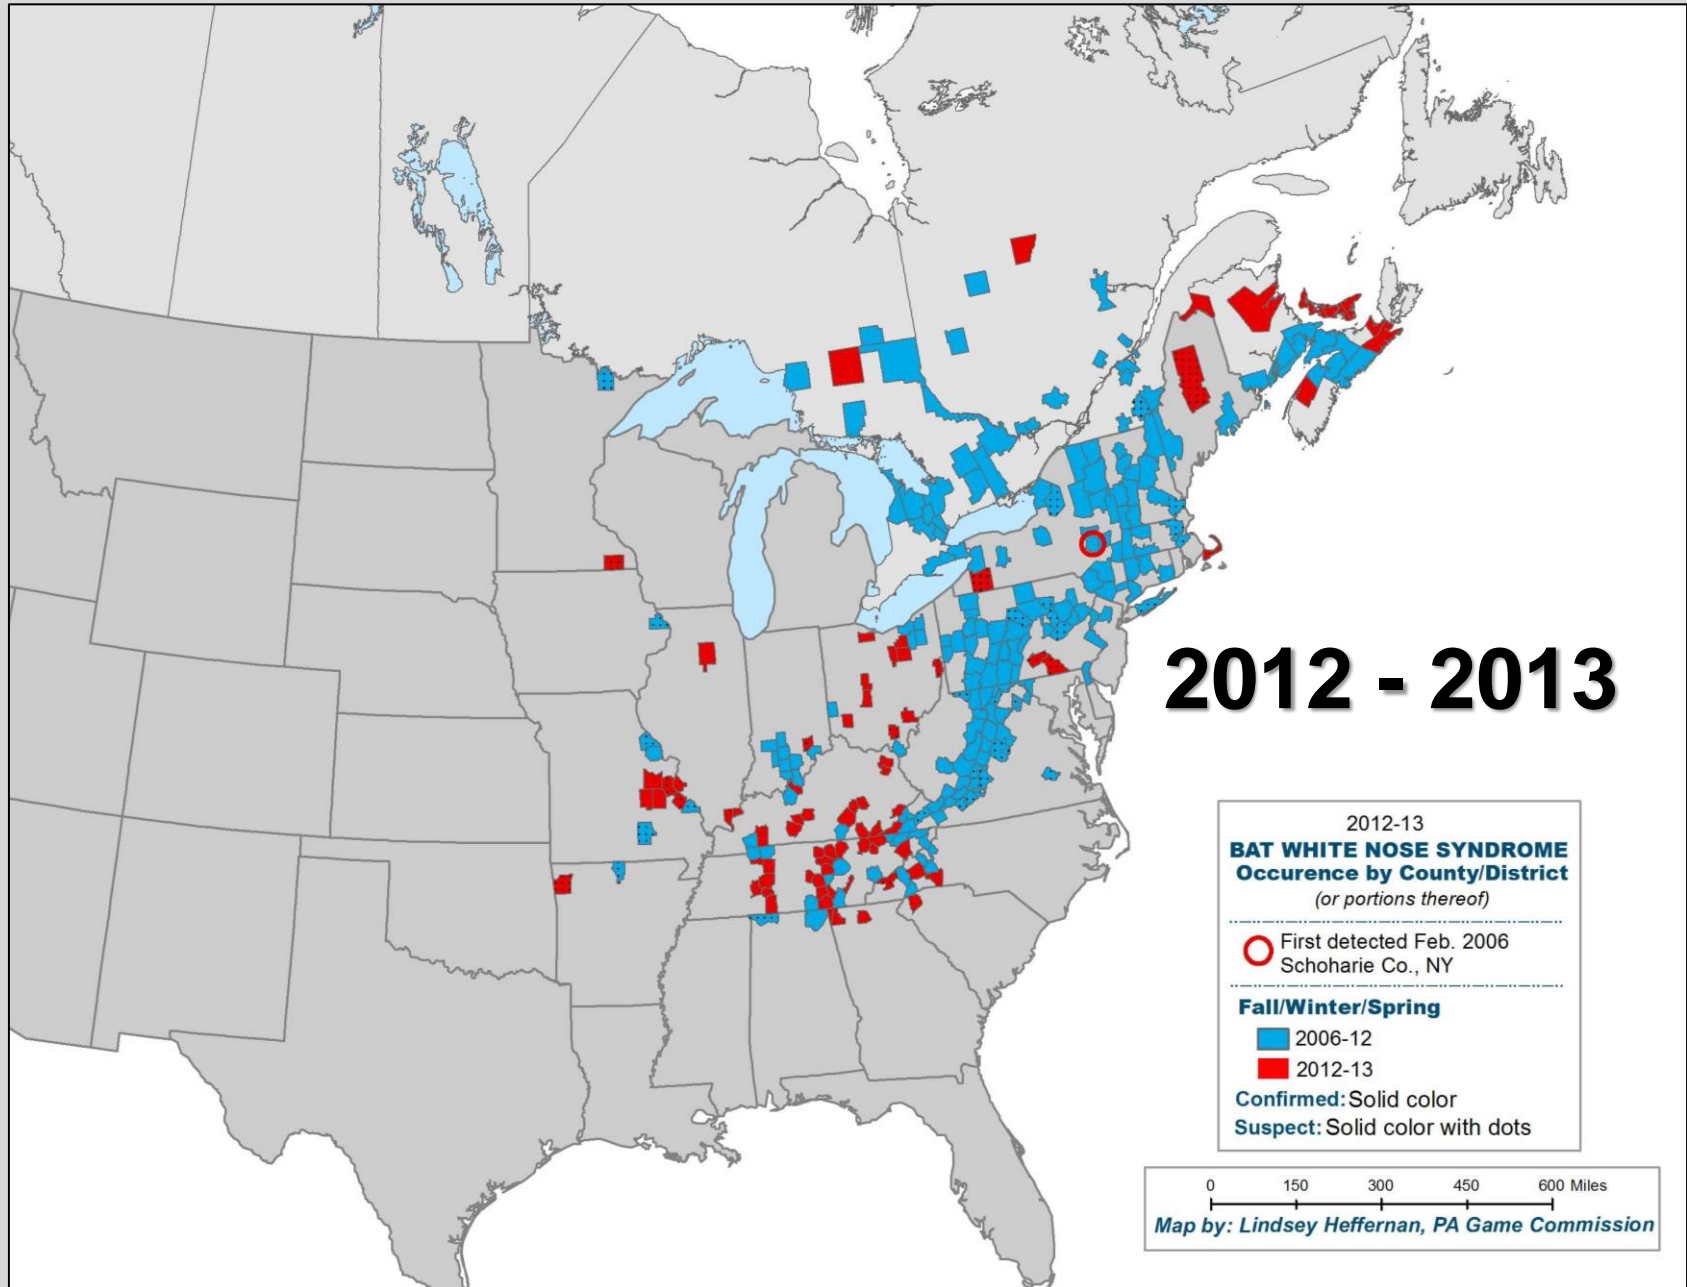 2012 - 2013
2012-13
BAT WHITE NOSE SYNDROME
Occurence by County/District
(or portions thereof)
First detected Feb. 2006
Schoharie Co., NY
Fall/Winter/Spring
2006-12
2012-13
Confirmed: Solid color
Suspect: Solid color with dots
0 150 300 450 600 Miles
Map by: Lindsey Heffernan, PA Game Commission